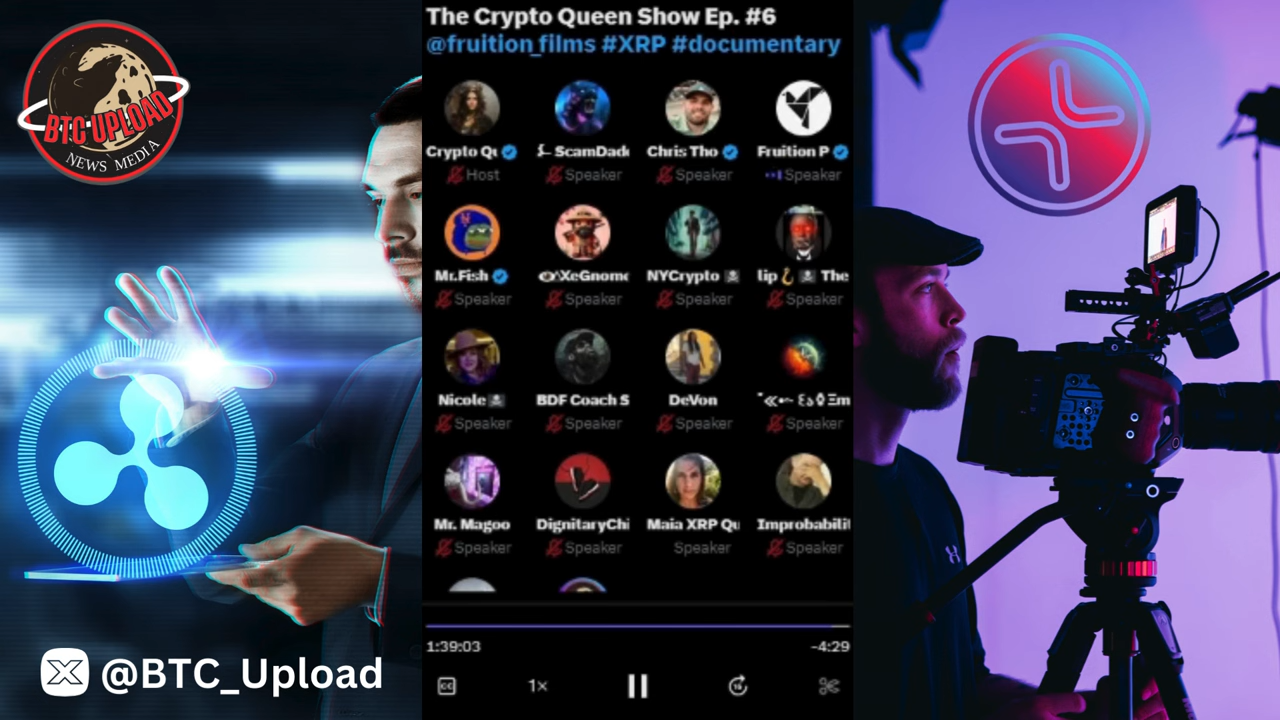 BTC UPLOAD
NEWS MEDIA
The Crypto Queen Show Ep. #6
@fruition_films #XRP #documentary
Crypto Qu
ScamDad
Chris Tho
Fruition P
Host
Speaker
Speaker
Speaker
Mr.Fish
XeGnome
NYCrypto
lip
The
Speaker
Speaker
Speaker
Speaker
Nicole
BDF Coach S
DeVon
Speaker
Speaker
Speaker
Speaker
Mr. Magoo
DignitaryChi
Maia XRP Qu
Improbabilit
Speaker
Speaker
Speaker
Speaker
1:39:03
-4:29
CC
1×
@BTC_Upload